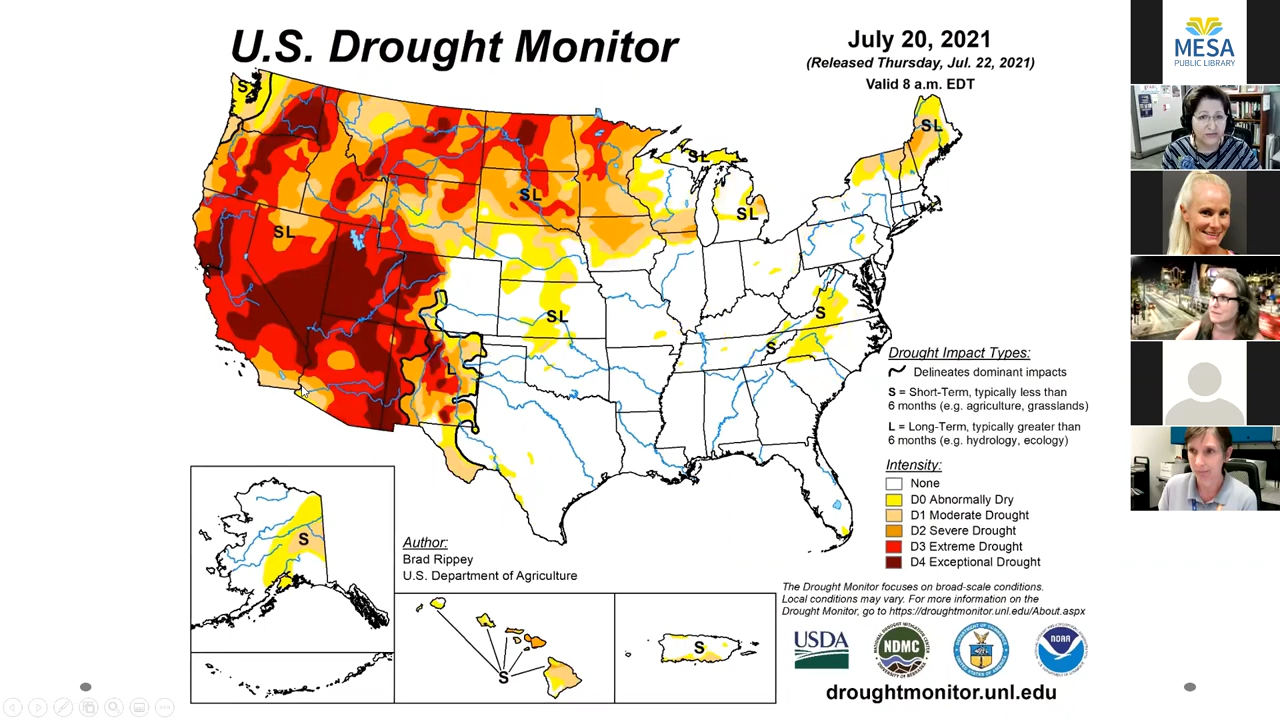 U.S. Drought Monitor
July 20, 2021
(Released Thursday, Jul. 22, 2021)
Valid 8 a.m. EDT
MESA
PUBLIC LIBRARY
S
SL
SL
SL
SL
SL
SL
S
S
L
Drought Impact Types:
Delineates dominant impacts
S = Short-Term, typically less than
6 months (e.g. agriculture, grasslands)
L = Long-Term, typically greater than
6 months (e.g. hydrology, ecology)
Intensity:
None
D0 Abnormally Dry
D1 Moderate Drought
D2 Severe Drought
D3 Extreme Drought
D4 Exceptional Drought
S
Author:
Brad Rippey
U.S. Department of Agriculture
S
S
The Drought Monitor focuses on broad-scale conditions.
Local conditions may vary. For more information on the
Drought Monitor, go to https://droughtmonitor.unl.edu/About.aspx
USDA
NDMC
NOAA
droughtmonitor.unl.edu